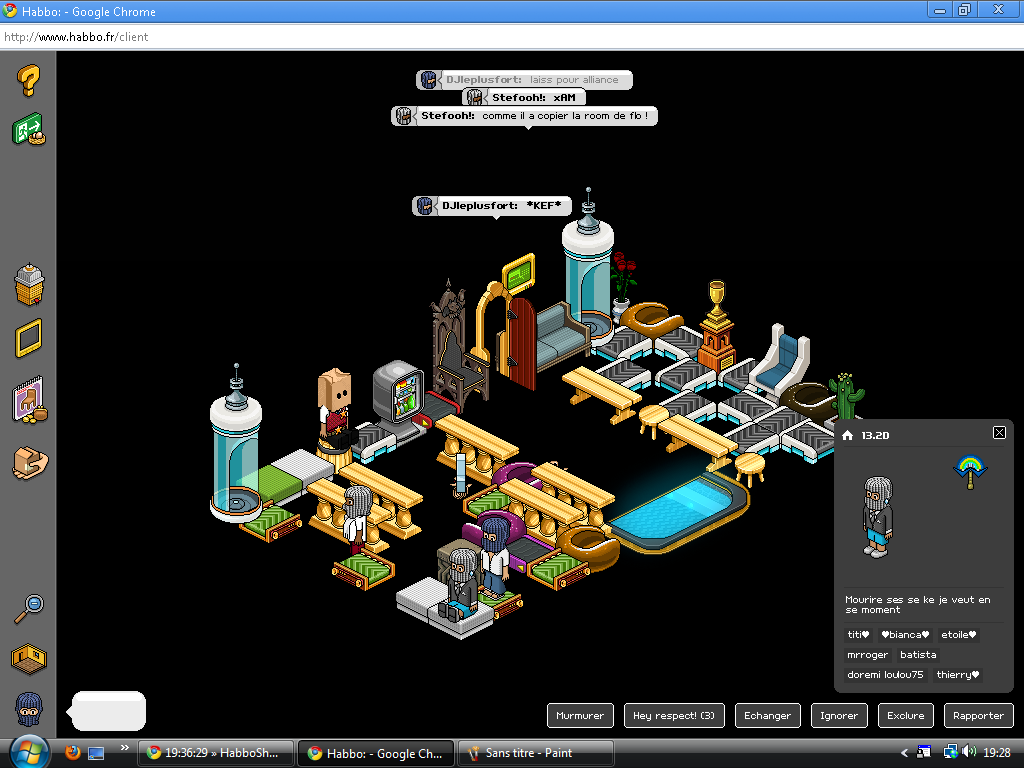 Habbo: - Google Chrome
http://www.habbo.fr/client
DJleplusfort: laiss pour alliance
Stefooh!: xAM
Stefooh!: comme il a copier la room de flo !
DJleplusfort: *KEF*
13.2D
Mourire ses se ke je veut en
se moment
titi♥ ♥bianca♥ etoile♥
mrroger batista
doremi loulou75 thierry♥
Murmurer Hey respect! (3) Echanger Ignorer Exclure Rapporter
19:36:29 » HabboSh... Habbo: - Google Ch... Sans titre - Paint 19:28